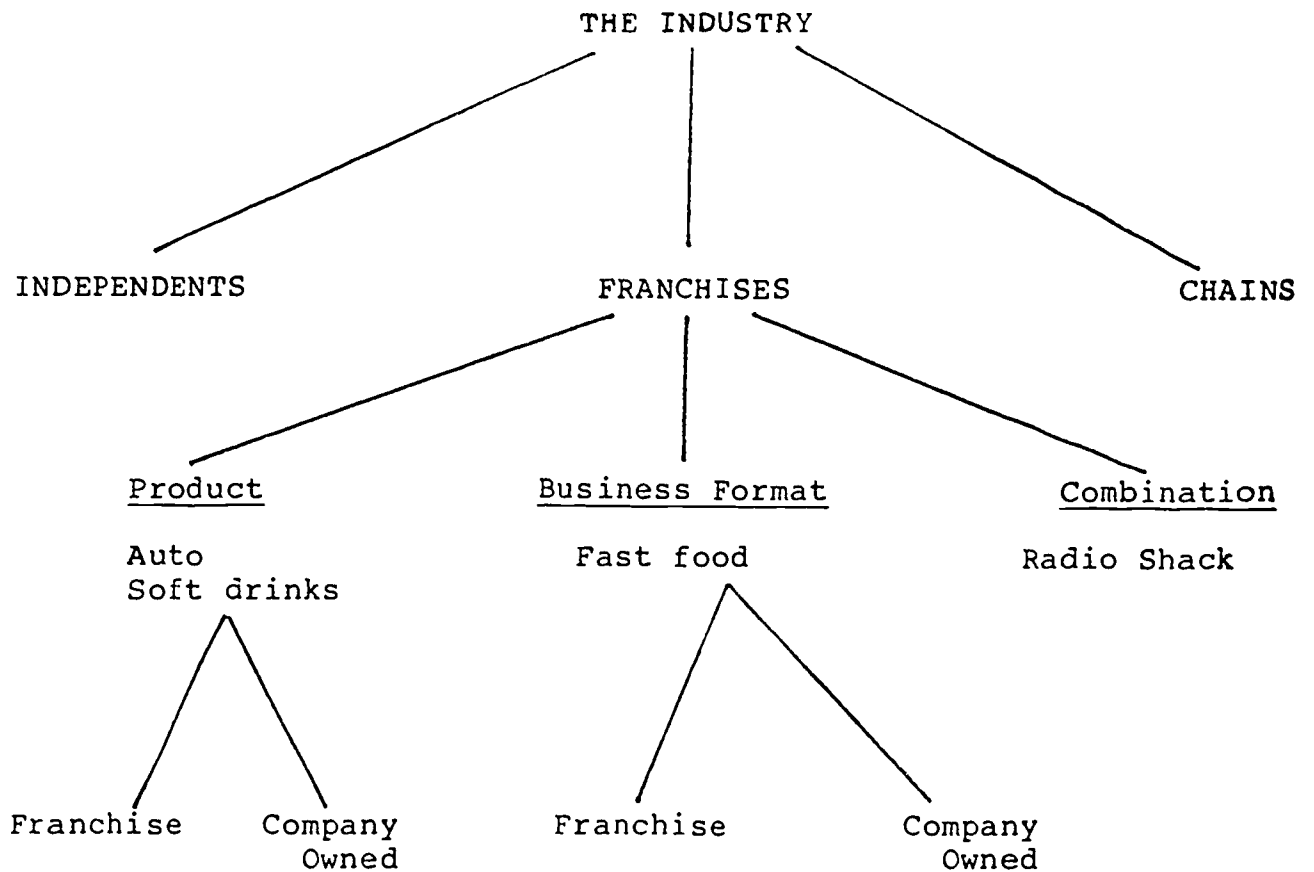 THE INDUSTRY
INDEPENDENTS
FRANCHISES
CHAINS
Product
Business Format
Combination
Auto
Soft drinks
Fast food
Radio Shack
Franchise
Company
Owned
Franchise
Company
Owned